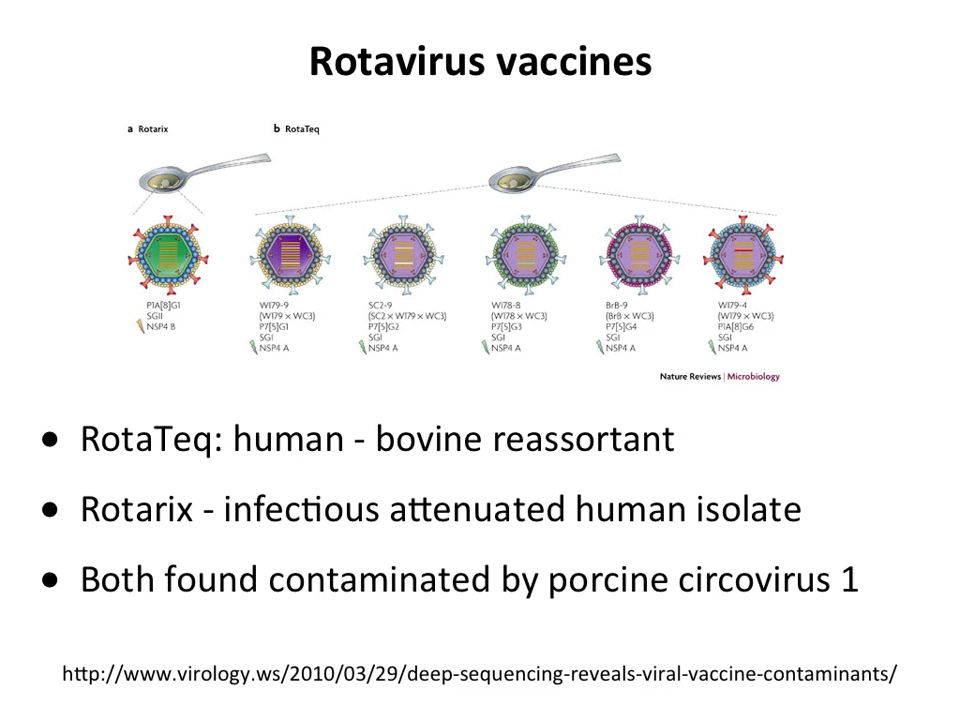 Rotavirus vaccines
a Rotarix
b RotaTeq
P1A[8]G1
SGII
NSP4 B
WI79-9
(WI79 x WC3)
P7[5]G1
SGI
NSP4 A
SC2-9
(SC2 x WI79 x WC3)
P7[5]G2
SGI
NSP4 A
WI78-8
(WI78 x WC3)
P7[5]G3
SGI
NSP4 A
BrB-9
(BrB x WC3)
P7[5]G4
SGI
NSP4 A
WI79-4
(WI79 x WC3)
P1A[8]G6
SGI
NSP4 A
Nature Reviews | Microbiology
• RotaTeq: human - bovine reassortant
• Rotarix - infectious attenuated human isolate
• Both found contaminated by porcine circovirus 1
http://www.virology.ws/2010/03/29/deep-sequencing-reveals-viral-vaccine-contaminants/